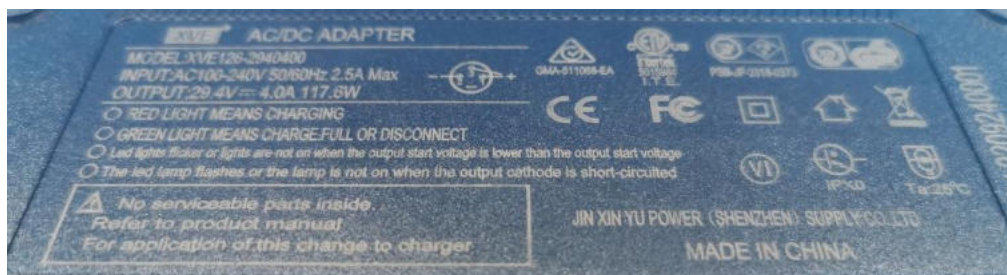 XVE AC/DC ADAPTER
MODEL:XVE126-2940400
INPUT:AC100-240V 50/60Hz 2.5A Max
OUTPUT:29.4V⎓4.0A 117.6W
RED LIGHT MEANS CHARGING
GREEN LIGHT MEANS CHARGE.FULL OR DISCONNECT
Led lights flicker or lights are not on when the output start voltage is lower than the output start voltage
The led lamp flashes or the lamp is not on when the output cathode is short-circuited
No serviceable parts inside.
Refer to product manual
For application of this change to charger
GMA-511068-EA
I.T.E.
CE FC
VI
Ta:25°C
JIN XIN YU POWER (SHENZHEN) SUPPLY CO.,LTD
MADE IN CHINA